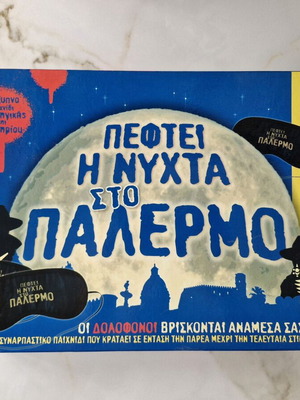 ΠΕΦΤΕΙ
Η ΝΥΧΤΑ
ΣΤΟ
ΠΑΛΕΡΜΟ
ΠΕΦΤΕΙ
Η ΝΥΧΤΑ
ΣΤΟ ΠΑΛΕΡΜΟ
ΠΕΦΤΕΙ
Η ΝΥΧΤΑ
ΣΤΟ ΠΑΛΕΡΜΟ
ΟΙ ΔΟΛΟΦΟΝΟΙ ΒΡΙΣΚΟΝΤΑΙ ΑΝΑΜΕΣΑ ΣΑΣ
ΣΥΝΑΡΠΑΣΤΙΚΟ ΠΑΙΧΝΙΔΙ ΠΟΥ ΚΡΑΤΑΕΙ ΣΕ ΕΝΤΑΣΗ ΤΗΝ ΠΑΡΕΑ ΜΕΧΡΙ ΤΗΝ ΤΕΛΕΥΤΑΙΑ ΣΤΙ